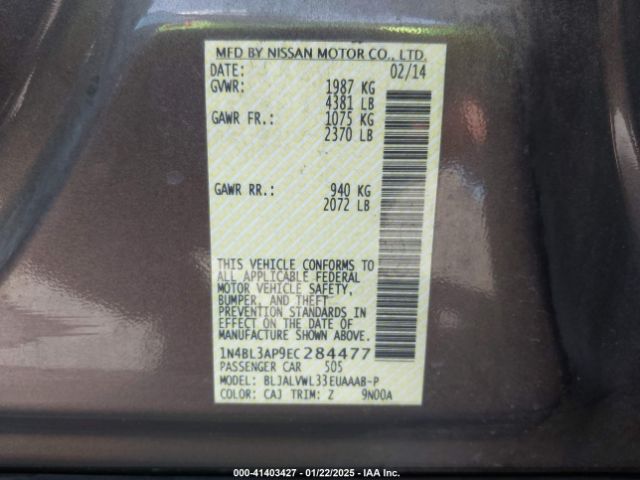 MFD BY NISSAN MOTOR CO., LTD.
DATE: 02/14
GVWR: 1987 KG
4381 LB
GAWR FR.: 1075 KG
2370 LB
GAWR RR.: 940 KG
2072 LB
THIS VEHICLE CONFORMS TO
ALL APPLICABLE FEDERAL
MOTOR VEHICLE SAFETY,
BUMPER, AND THEFT
PREVENTION STANDARDS IN
EFFECT ON THE DATE OF
MANUFACTURE SHOWN ABOVE.
1N4BL3AP9EC284477
PASSENGER CAR 505
MODEL: BLJALVWL33EUAAAB-P
COLOR: CAJ TRIM: Z 9N00A
000-41403427 - 01/22/2025 - IAA Inc.